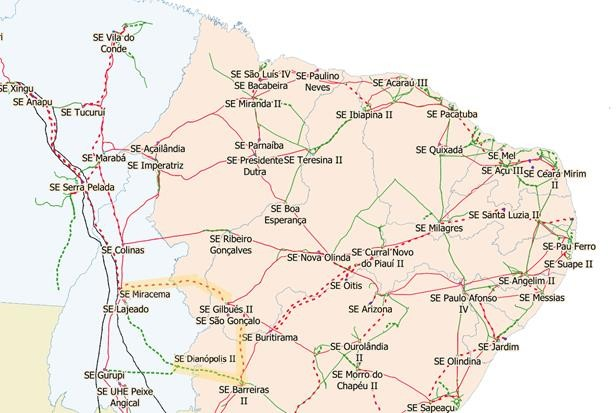 SE Vila do
Conde
SE Xingu
SE Anapu
SE Tucuruí
SE São Luís IV
SE Bacabeira
SE Miranda II
SE Paulino
Neves
SE Acaraú III
SE Ibiapina II
SE Pacatuba
SE Açailândia
SE Marabá
SE Imperatriz
SE Parnaíba
SE Presidente
Dutra
SE Teresina II
SE Quixadá
SE Mel
SE Açu III
SE Ceará Mirim
II
SE Serra Pelada
SE Boa
Esperança
SE Milagres
SE Santa Luzia II
SE Colinas
SE Ribeiro
Gonçalves
SE Nova Olinda
SE Curral Novo
do Piauí II
SE Pau Ferro
SE Suape II
SE Oitis
SE Angelim II
SE Miracema
SE Lajeado
SE Gilbués II
SE São Gonçalo
SE Arizona
SE Paulo Afonso
IV
SE Messias
SE Buritirama
SE Ourolândia
II
SE Jardim
SE Dianópolis II
SE Olindina
SE Gurupi
SE UHE Peixe
Angical
SE Barreiras
II
SE Morro do
Chapéu II
SE Sapeaçu